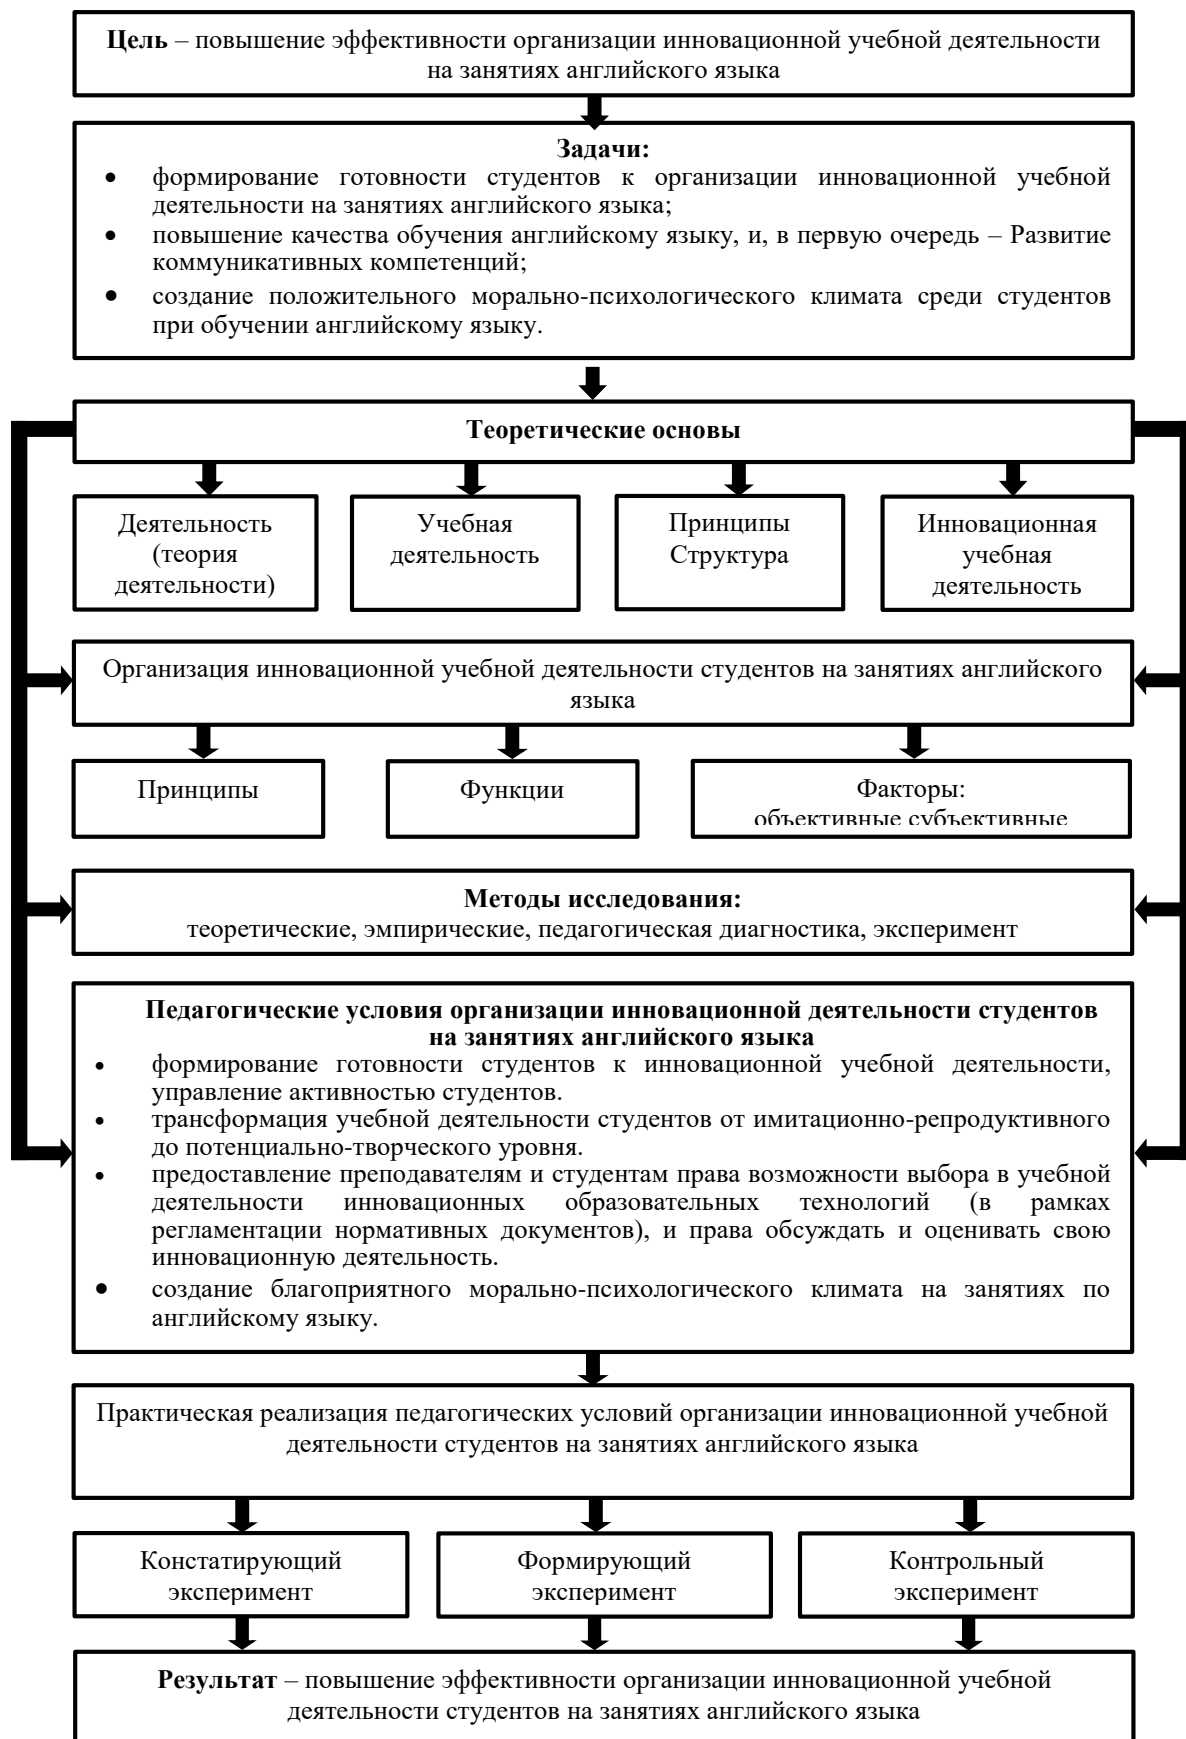 Цель – повышение эффективности организации инновационной учебной деятельности
на занятиях английского языка
Задачи:
• формирование готовности студентов к организации инновационной учебной
деятельности на занятиях английского языка;
• повышение качества обучения английскому языку, и, в первую очередь – Развитие
коммуникативных компетенций;
• создание положительного морально-психологического климата среди студентов
при обучении английскому языку.
Теоретические основы
Деятельность
(теория
деятельности)
Учебная
деятельность
Принципы
Структура
Инновационная
учебная
деятельность
Организация инновационной учебной деятельности студентов на занятиях английского
языка
Принципы
Функции
Факторы:
объективные субъективные
Методы исследования:
теоретические, эмпирические, педагогическая диагностика, эксперимент
Педагогические условия организации инновационной деятельности студентов
на занятиях английского языка
• формирование готовности студентов к инновационной учебной деятельности,
управление активностью студентов.
• трансформация учебной деятельности студентов от имитационно-репродуктивного
до потенциально-творческого уровня.
• предоставление преподавателям и студентам права возможности выбора в учебной
деятельности инновационных образовательных технологий (в рамках
регламентации нормативных документов), и права обсуждать и оценивать свою
инновационную деятельность.
• создание благоприятного морально-психологического климата на занятиях по
английскому языку.
Практическая реализация педагогических условий организации инновационной учебной
деятельности студентов на занятиях английского языка
Констатирующий
эксперимент
Формирующий
эксперимент
Контрольный
эксперимент
Результат – повышение эффективности организации инновационной учебной
деятельности студентов на занятиях английского языка